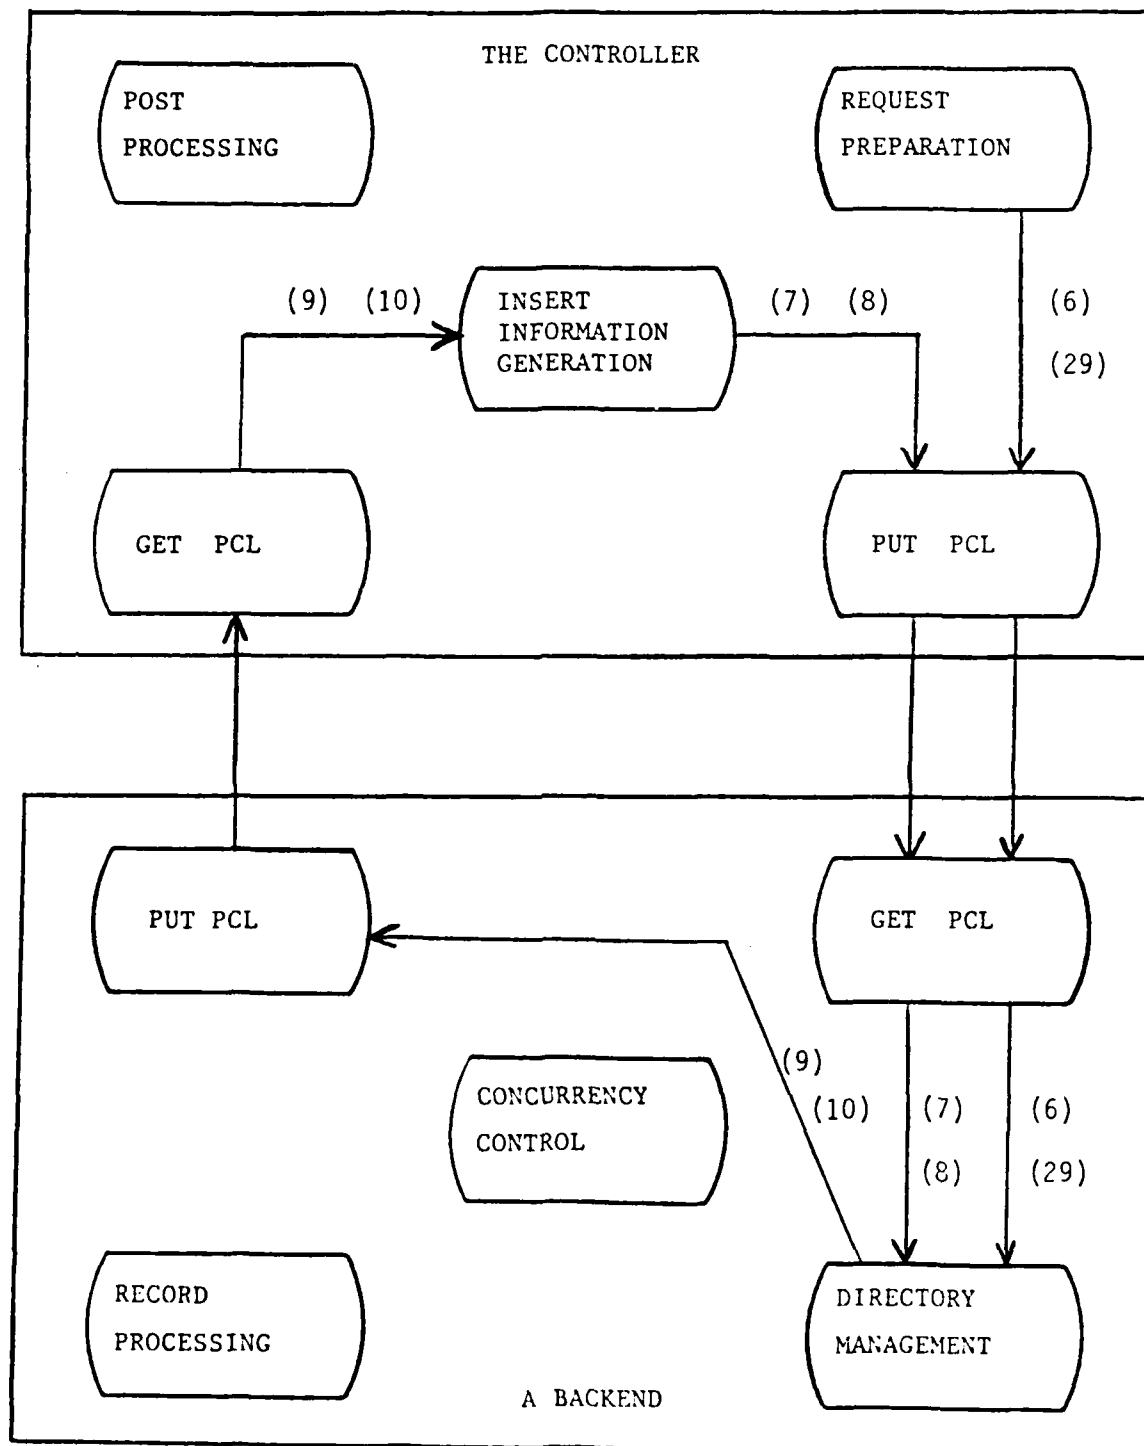 THE CONTROLLER
POST
PROCESSING
REQUEST
PREPARATION
(9) (10)
INSERT
INFORMATION
GENERATION
(7) (8)
(6)
(29)
GET PCL
PUT PCL
PUT PCL
GET PCL
(9)
(10)
(7)
(8)
(6)
(29)
CONCURRENCY
CONTROL
RECORD
PROCESSING
DIRECTORY
MANAGEMENT
A BACKEND